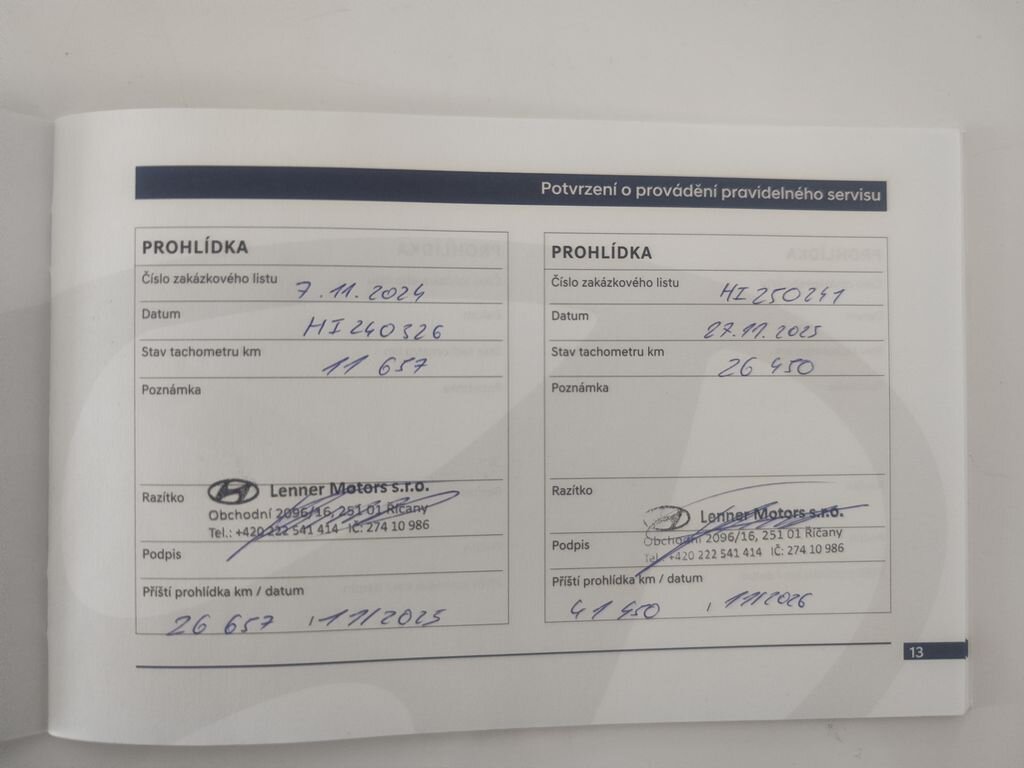 Potvrzení o provádění pravidelného servisu
PROHLÍDKA
Číslo zakázkového listu 7.11.2024
Datum HI240326
Stav tachometru km 11 657
Poznámka
Razítko Lenner Motors s.r.o.
Obchodní 2096/16, 251 01 Říčany
Tel.: +420 222 541 414 IČ: 274 10 986
Podpis
Příští prohlídka km / datum
26 657 , 11/2025
PROHLÍDKA
Číslo zakázkového listu HI250241
Datum 27.11.2025
Stav tachometru km 26 450
Poznámka
Razítko
Lenner Motors s.r.o.
Obchodní 2096/16, 251 01 Říčany
Podpis Tel.: +420 222 541 414 IČ: 274 10 986
Příští prohlídka km / datum
41 450 , 11/2026
13